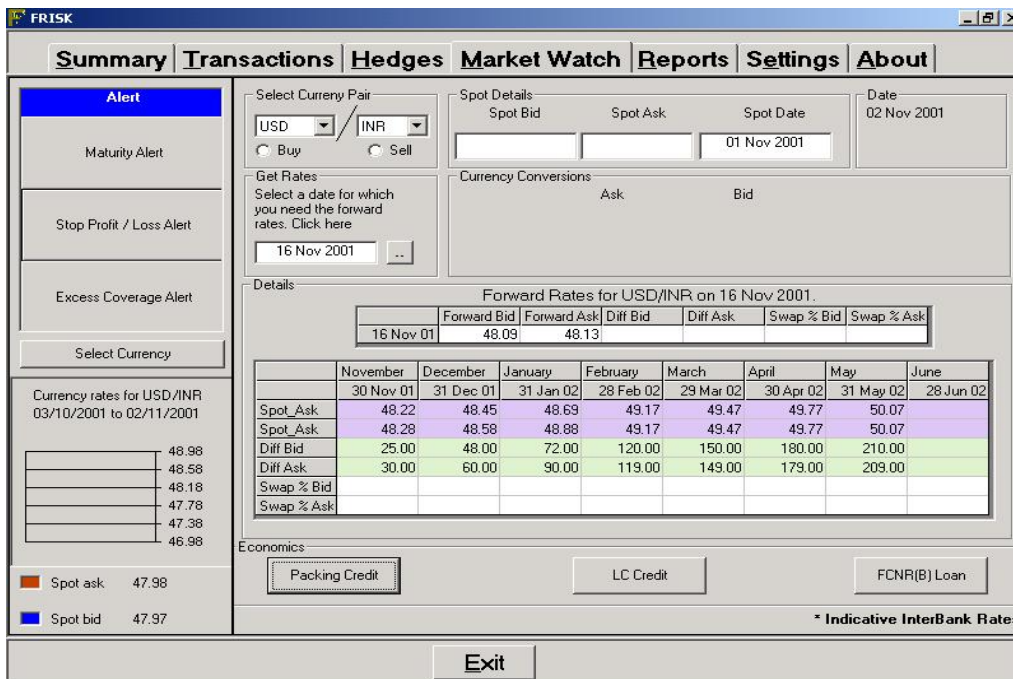 FRISK
Summary Transactions Hedges Market Watch Reports Settings About
Alert
Maturity Alert
Stop Profit / Loss Alert
Excess Coverage Alert
Select Currency
Currency rates for USD/INR
03/10/2001 to 02/11/2001
48.98
48.58
48.18
47.78
47.38
46.98
Spot ask 47.98
Spot bid 47.97
Select Curreny Pair
USD / INR
Buy Sell
Spot Details
Spot Bid Spot Ask Spot Date
01 Nov 2001
Date
02 Nov 2001
Get Rates
Select a date for which
you need the forward
rates. Click here
16 Nov 2001 ..
Currency Conversions
Ask Bid
Details
Forward Rates for USD/INR on 16 Nov 2001.
Forward Bid Forward Ask Diff Bid Diff Ask Swap % Bid Swap % Ask
16 Nov 01 48.09 48.13
November December January February March April May June
30 Nov 01 31 Dec 01 31 Jan 02 28 Feb 02 29 Mar 02 30 Apr 02 31 May 02 28 Jun 02
Spot_Ask 48.22 48.45 48.69 49.17 49.47 49.77 50.07
Spot_Ask 48.28 48.58 48.88 49.17 49.47 49.77 50.07
Diff Bid 25.00 48.00 72.00 120.00 150.00 180.00 210.00
Diff Ask 30.00 60.00 90.00 119.00 149.00 179.00 209.00
Swap % Bid
Swap % Ask
Economics
Packing Credit LC Credit FCNR(B) Loan
* Indicative InterBank Rates
Exit